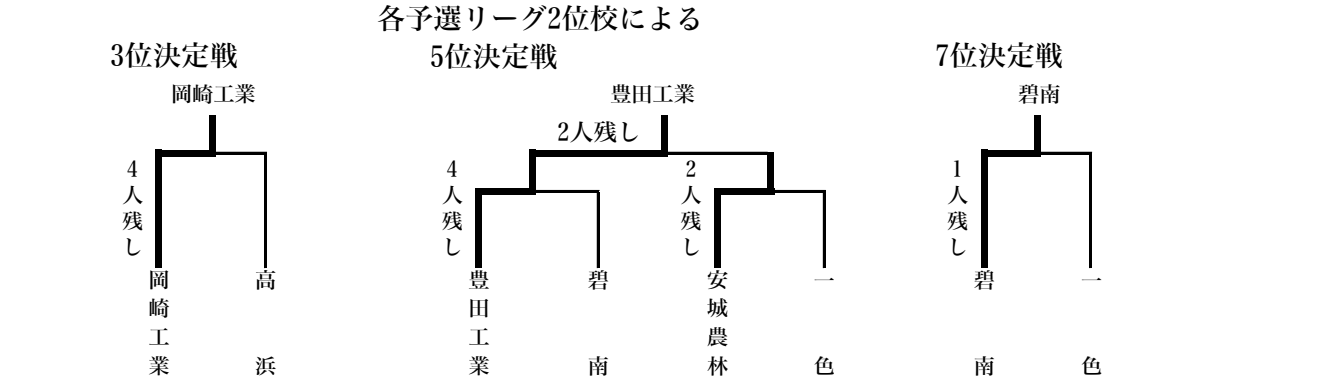 各予選リーグ2位校による
3位決定戦
5位決定戦
7位決定戦
岡崎工業
豊田工業
碧南
2人残し
4人残し
4人残し
2人残し
1人残し
岡崎工業
高浜
豊田工業
碧南
安城農林
一色
碧南
一色